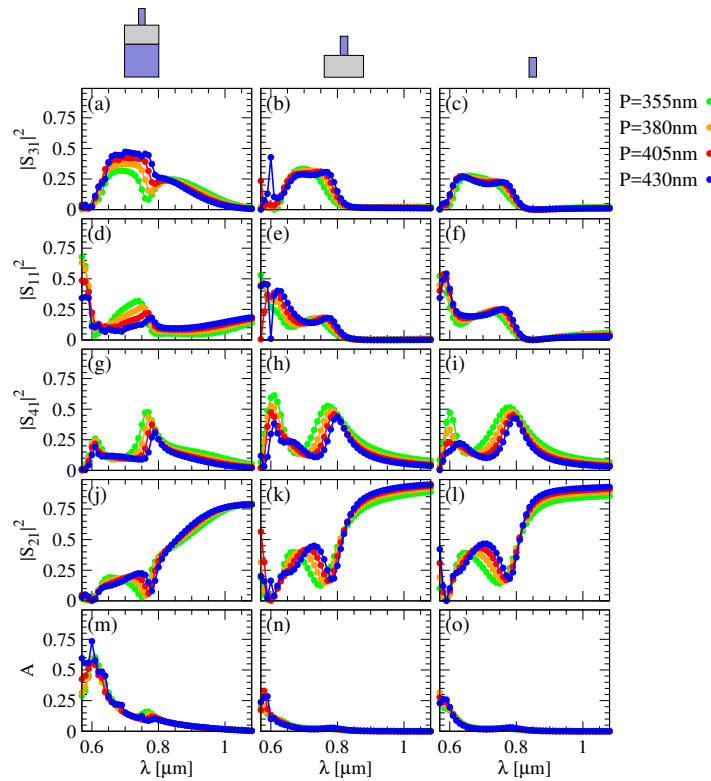 (a) (b) (c) P=355nm
P=380nm
P=405nm
P=430nm
|S31|²
0.75
0.5
0.25
0
(d) (e) (f)
|S11|²
0.75
0.5
0.25
0
(g) (h) (i)
|S41|²
0.75
0.5
0.25
0
(j) (k) (l)
|S21|²
0.75
0.5
0.25
0
(m) (n) (o)
A
0.75
0.5
0.25
0
0.6 0.8 1 0.6 0.8 1 0.6 0.8 1
λ [μm] λ [μm] λ [μm]